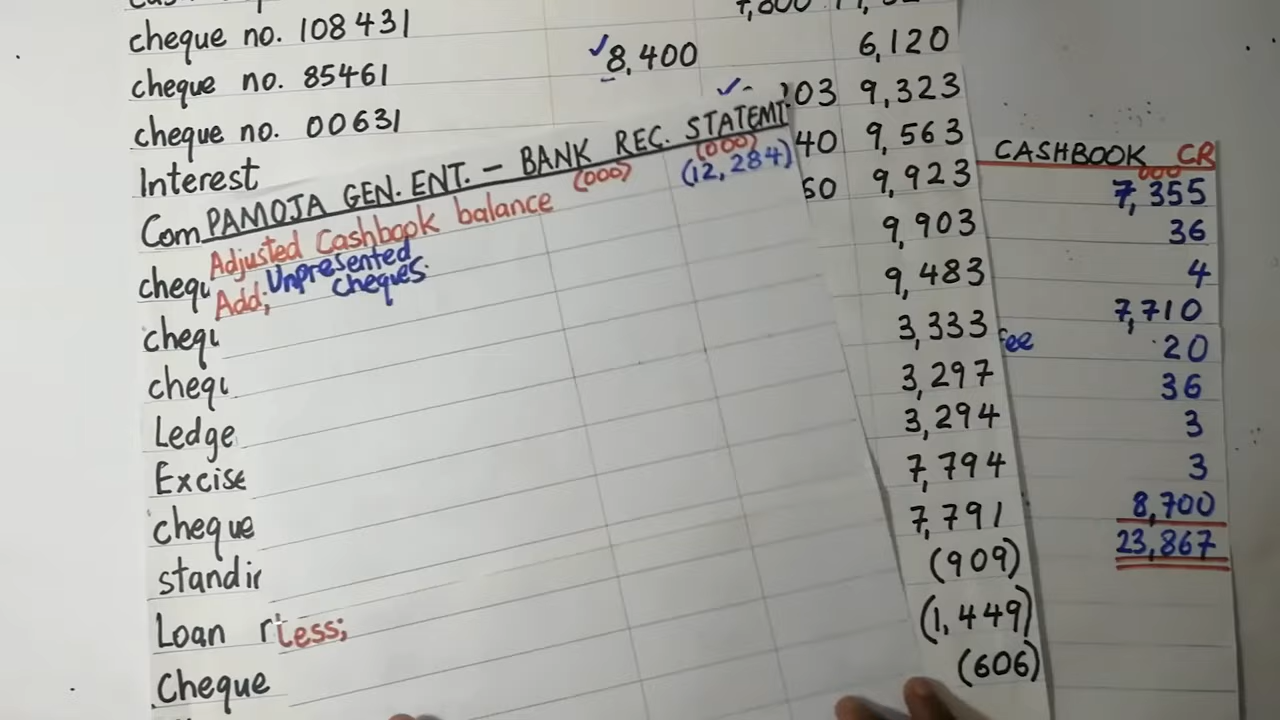 cheque no. 108431
cheque no. 85461 8,400 6,120
cheque no. 00631 03 9,323
Interest 40 9,563
Com 60 9,923
PAMOJA GEN. ENT. - BANK REC. STATEMT
(000) (000)
Adjusted Cashbook balance (12,284)
Add; Unpresented
cheques.
9,903
9,483
3,333
3,297
Ledge 3,294
Excise 7,794
cheque 7,791
standin (909)
Loan r (1,449)
Less;
Cheque (606)
CASHBOOK CR
000
7,355
36
4
7,710
fee 20
36
3
3
8,700
23,867